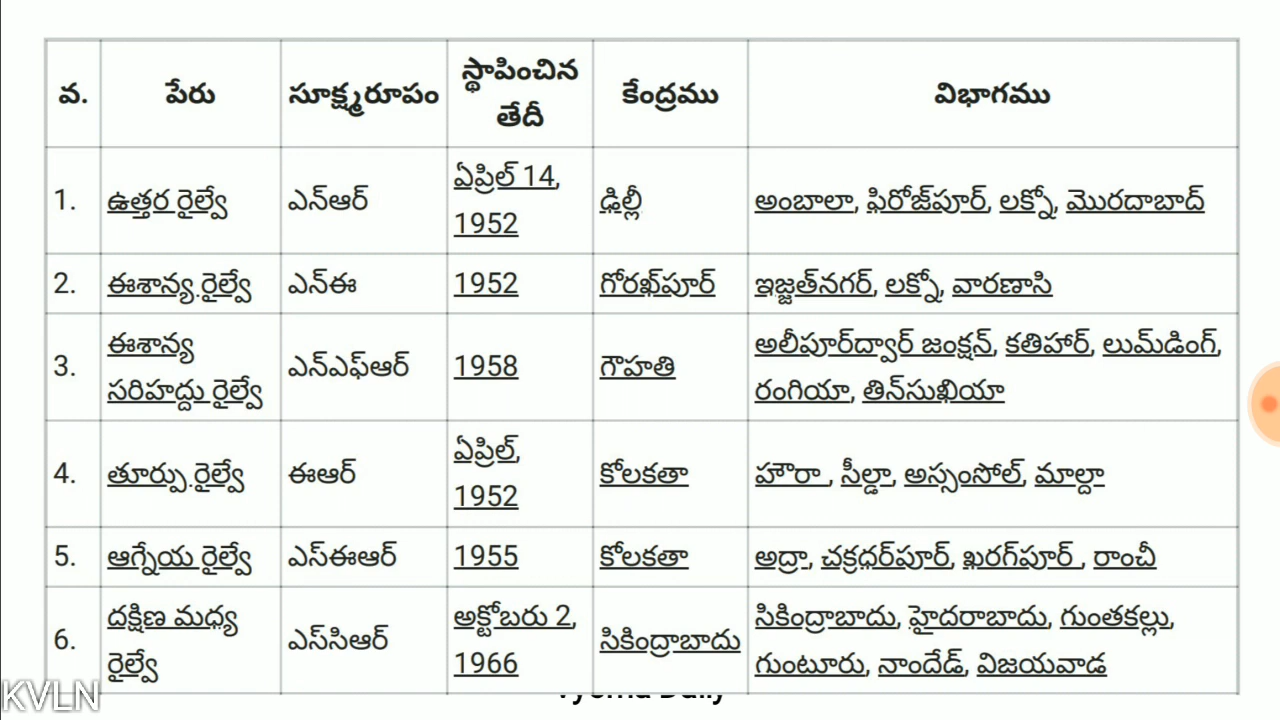 వ. పేరు సూక్ష్మరూపం స్థాపించిన తేదీ కేంద్రము విభాగము
1. ఉత్తర రైల్వే ఎన్ఆర్ ఏప్రిల్ 14, 1952 ఢిల్లీ అంబాలా, ఫిరోజ్‌పూర్, లక్నో, మొరదాబాద్
2. ఈశాన్య రైల్వే ఎన్ఈ 1952 గోరఖ్‌పూర్ ఇజ్జత్‌నగర్, లక్నో, వారణాసి
3. ఈశాన్య సరిహద్దు రైల్వే ఎన్ఎఫ్ఆర్ 1958 గౌహతి అలీపూర్‌ద్వార్ జంక్షన్, కతిహార్, లుమ్‌డింగ్, రంగియా, తిన్‌సుఖియా
4. తూర్పు రైల్వే ఈఆర్ ఏప్రిల్, 1952 కోలకతా హౌరా , సీల్డా, అస్సంసోల్, మాల్దా
5. ఆగ్నేయ రైల్వే ఎస్ఈఆర్ 1955 కోలకతా అద్రా, చక్రధర్‌పూర్, ఖరగ్‌పూర్ , రాంచీ
6. దక్షిణ మధ్య రైల్వే ఎస్‌సిఆర్ అక్టోబరు 2, 1966 సికింద్రాబాదు సికింద్రాబాదు, హైదరాబాదు, గుంతకల్లు, గుంటూరు, నాందేడ్, విజయవాడ
KVLN